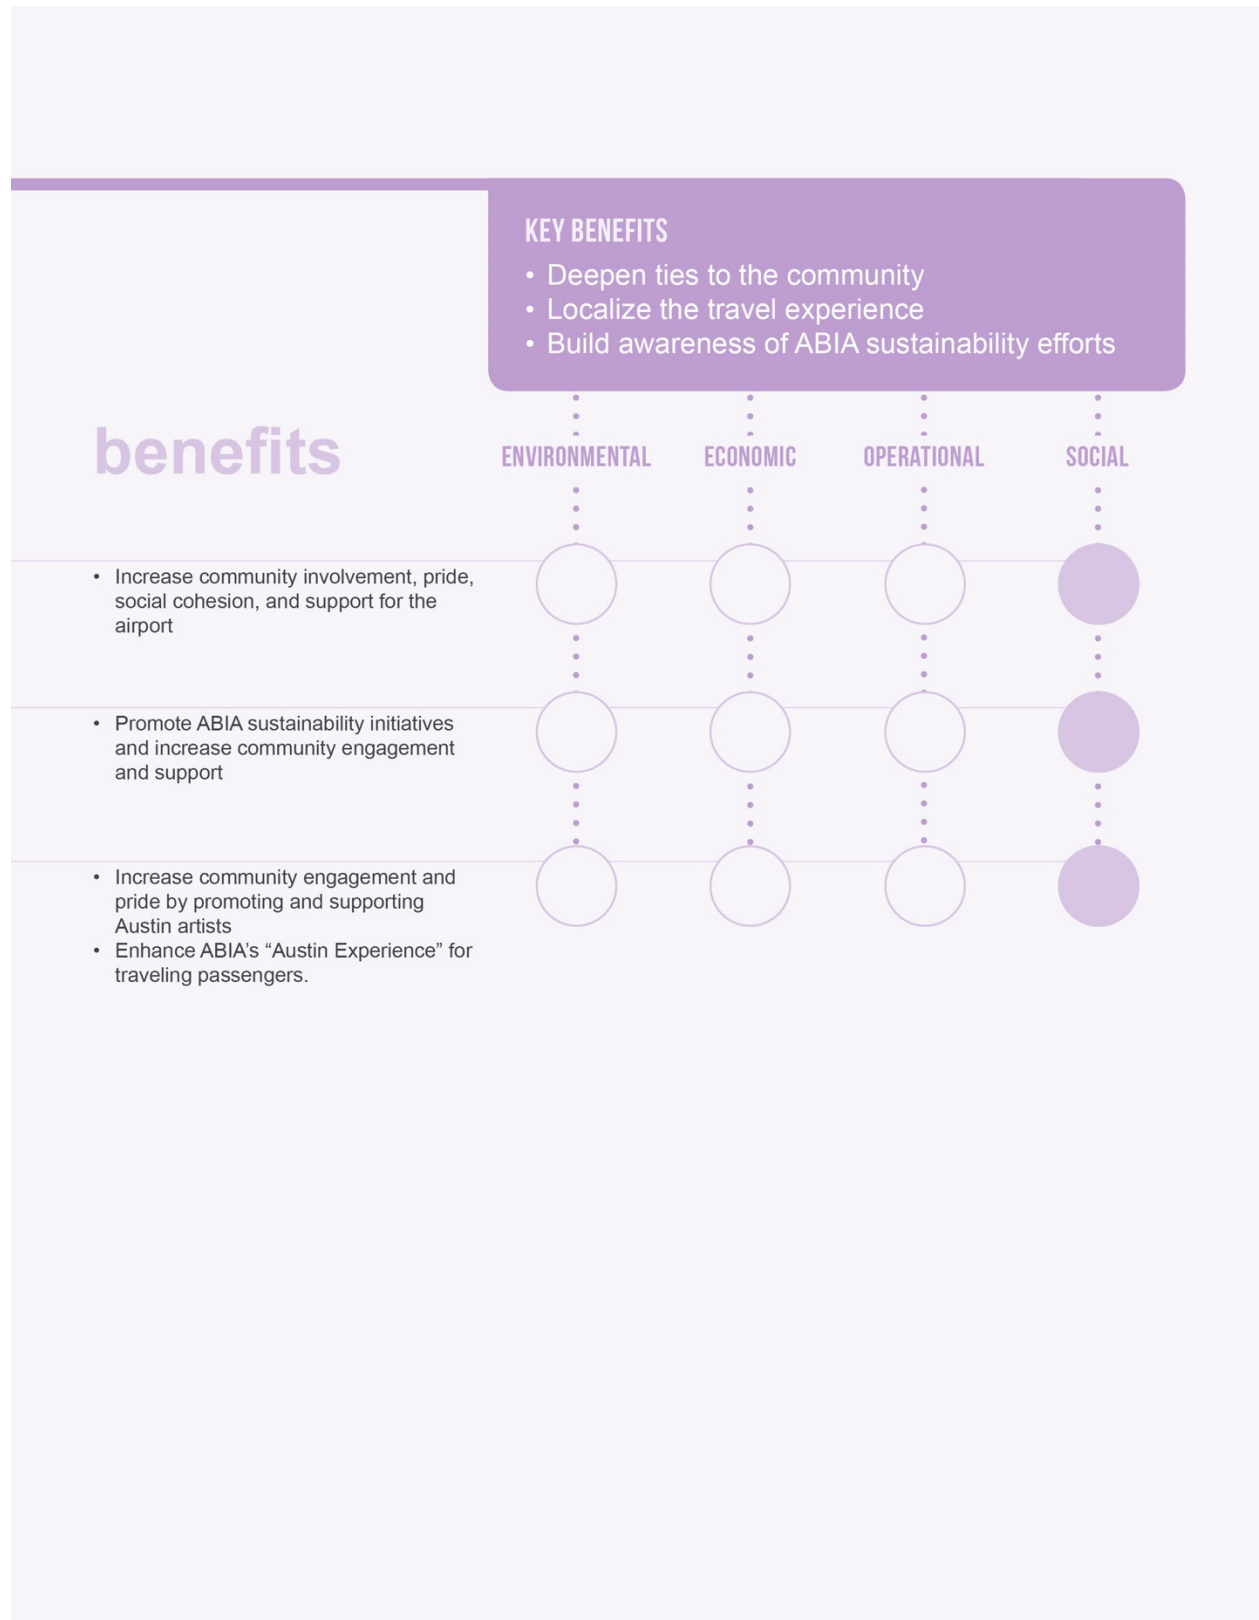 KEY BENEFITS
• Deepen ties to the community
• Localize the travel experience
• Build awareness of ABIA sustainability efforts
benefits
ENVIRONMENTAL ECONOMIC OPERATIONAL SOCIAL
• Increase community involvement, pride,
social cohesion, and support for the
airport
• Promote ABIA sustainability initiatives
and increase community engagement
and support
• Increase community engagement and
pride by promoting and supporting
Austin artists
• Enhance ABIA’s “Austin Experience” for
traveling passengers.